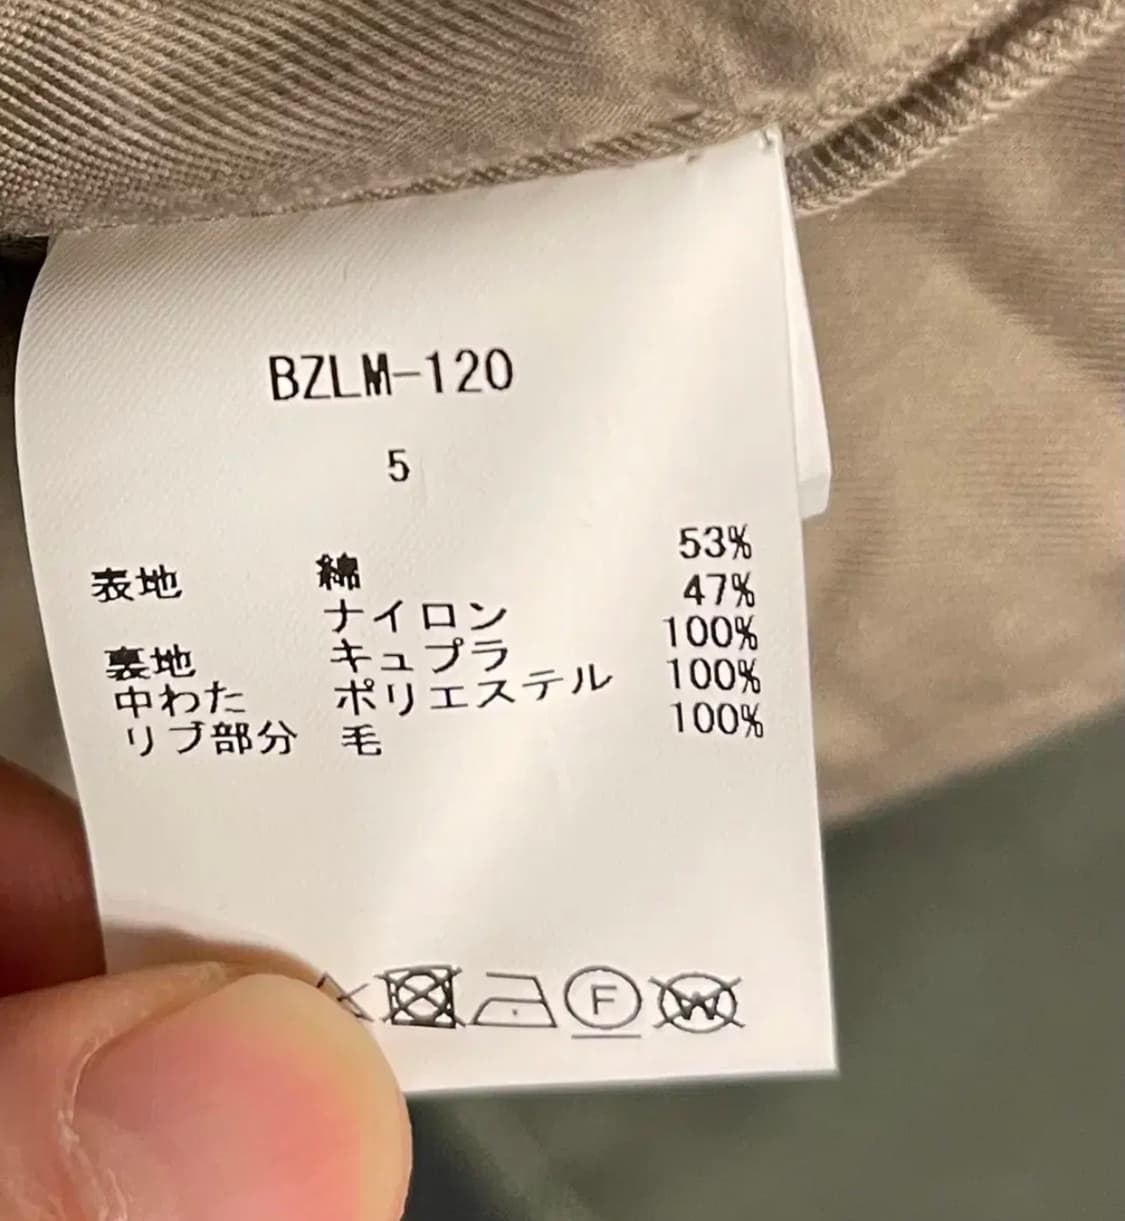 BZLM-120
5
表地 綿 53%
ナイロン 47%
裏地 キュプラ 100%
中わた ポリエステル 100%
リブ部分 毛 100%
F W